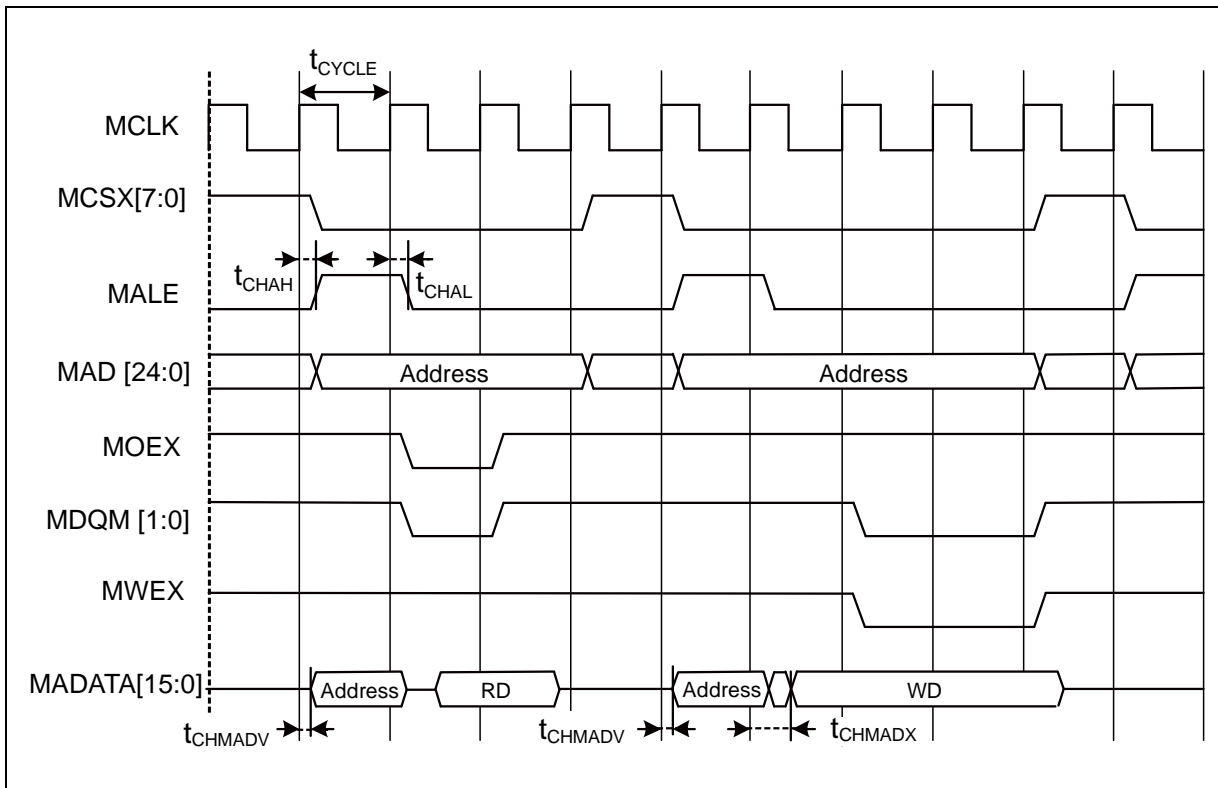 tCYCLE
MCLK
MCSX[7:0]
tCHAH
tCHAL
MALE
MAD [24:0]
Address
Address
MOEX
MDQM [1:0]
MWEX
MADATA[15:0]
Address
RD
Address
WD
tCHMADV
tCHMADV
tCHMADX